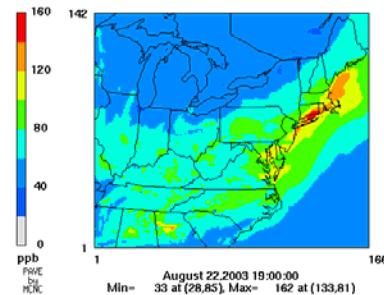 160
120
80
40
0
ppb
PAVE
by
MCNC
142
1
1
166
August 22,2003 19:00:00
Min= 33 at (28,85), Max= 162 at (133,81)